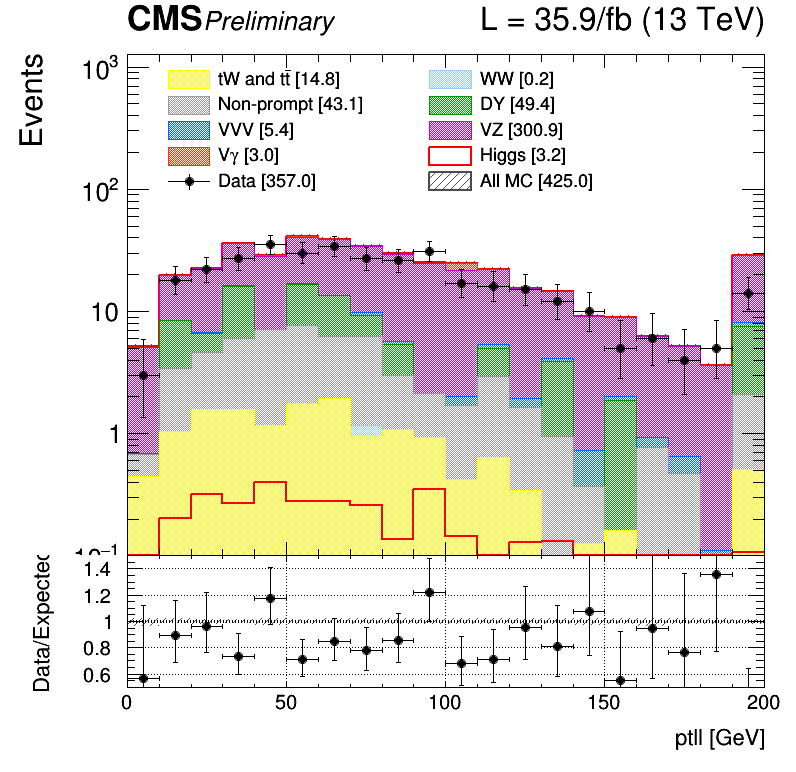 CMS Preliminary L = 35.9/fb (13 TeV)
Events
tW and tt̄ [14.8] WW [0.2]
Non-prompt [43.1] DY [49.4]
VVV [5.4] VZ [300.9]
Vγ [3.0] Higgs [3.2]
Data [357.0] All MC [425.0]
10³
10²
10
1
Data/Expected
1.4
1.2
1
0.8
0.6
0 50 100 150 200
ptll [GeV]